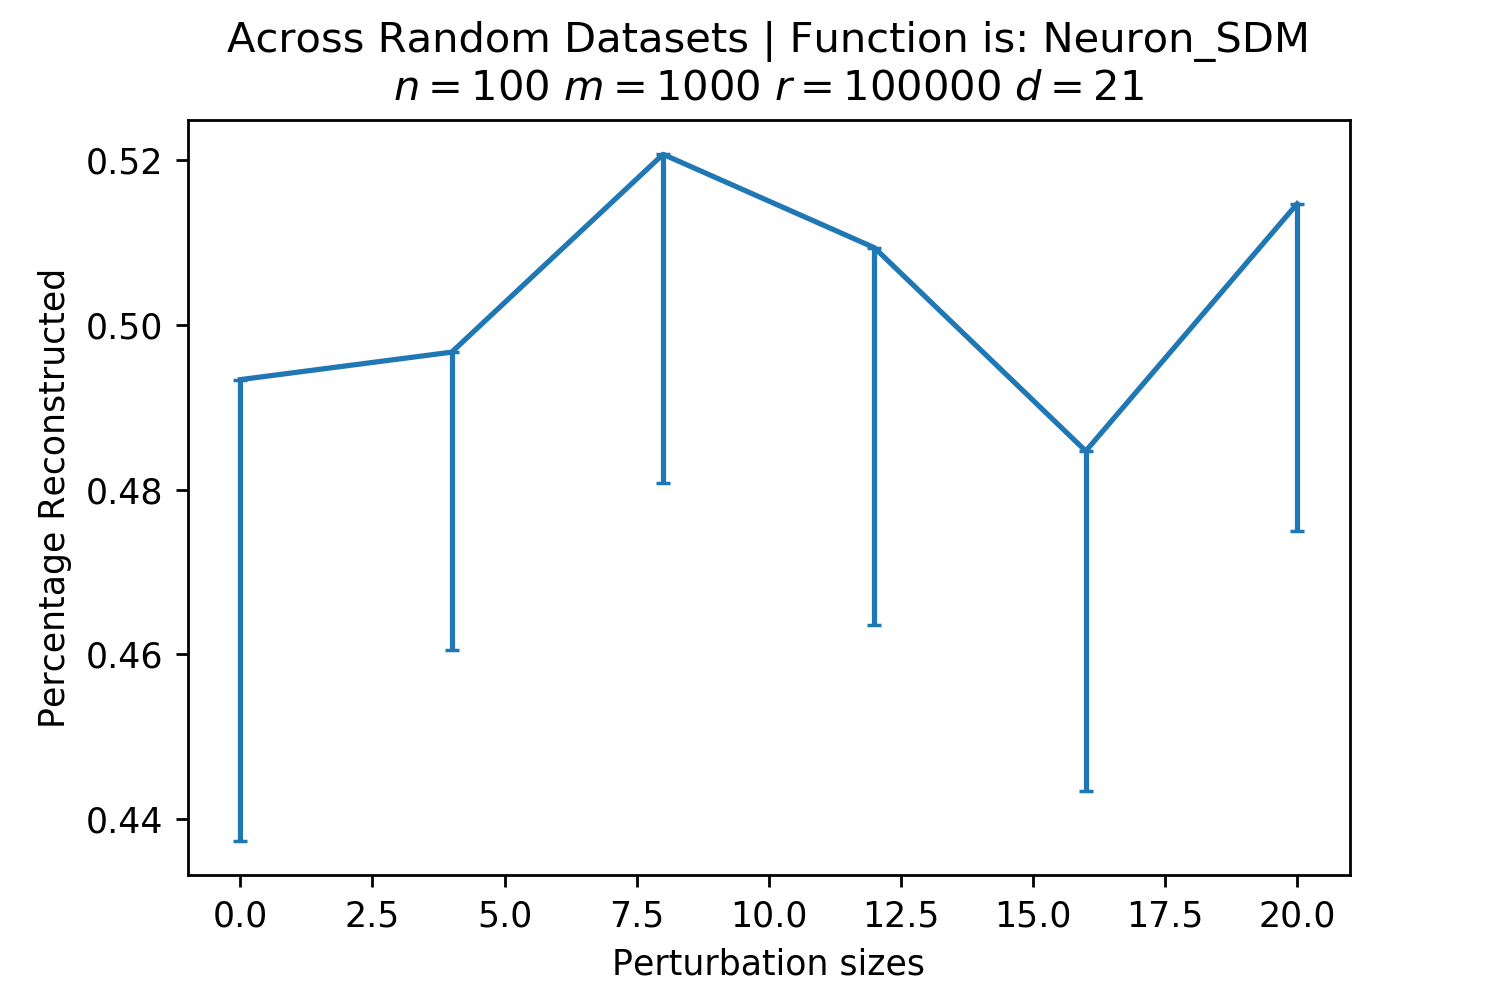 Across Random Datasets | Function is: Neuron_SDM
n = 100 m = 1000 r = 100000 d = 21
Percentage Reconstructed
0.52
0.50
0.48
0.46
0.44
0.0 2.5 5.0 7.5 10.0 12.5 15.0 17.5 20.0
Perturbation sizes